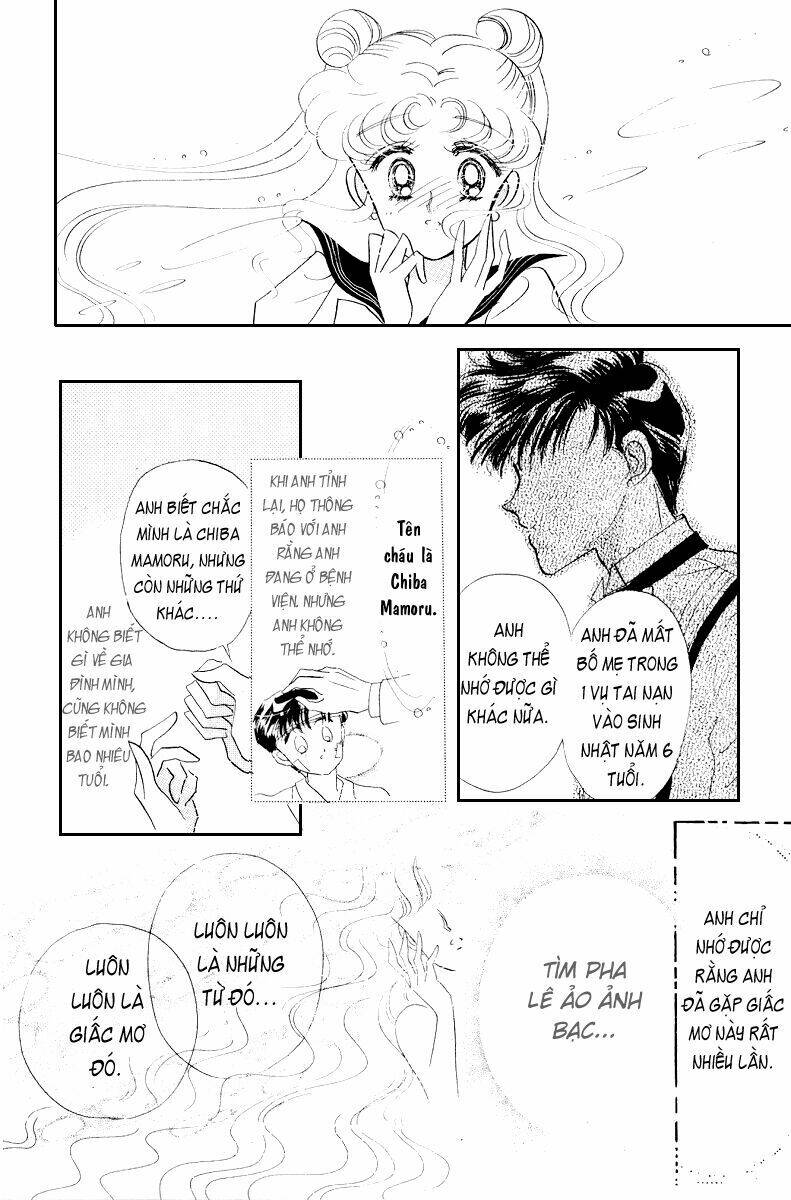 ANH ĐÃ MẤT
BỐ MẸ TRONG
1 VỤ TAI NẠN
VÀO SINH
NHẬT NĂM 6
TUỔI.
ANH
KHÔNG THỂ
NHỚ ĐƯỢC GÌ
KHÁC NỮA.
Tên
cháu là
Chiba
Mamoru.
KHI ANH TỈNH
LẠI, HỌ THÔNG
BÁO VỚI ANH
RẰNG ANH
ĐANG Ở BỆNH
VIỆN. NHƯNG
ANH KHÔNG
THỂ NHỚ.
ANH BIẾT CHẮC
MÌNH LÀ CHIBA
MAMORU, NHƯNG
CÒN NHỮNG THỨ
KHÁC....
ANH
KHÔNG BIẾT
GÌ VỀ GIA
ĐÌNH MÌNH,
CŨNG KHÔNG
BIẾT MÌNH
BAO NHIÊU
TUỔI.
ANH CHỈ
NHỚ ĐƯỢC
RẰNG ANH
ĐÃ GẶP GIẤC
MƠ NÀY RẤT
NHIỀU LẦN.
TÌM PHA
LÊ ẢO ẢNH
BẠC...
LUÔN LUÔN
LÀ NHỮNG
TỪ ĐÓ...
LUÔN
LUÔN LÀ
GIẤC MƠ
ĐÓ.